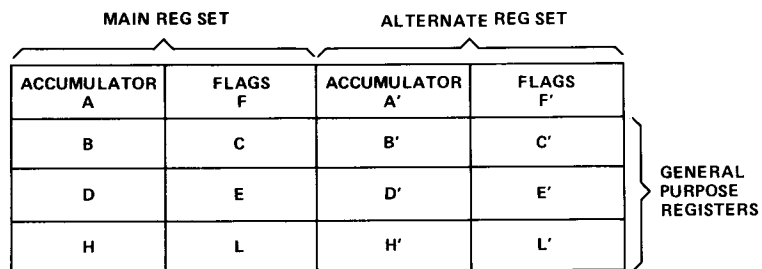 MAIN REG SET ALTERNATE REG SET
ACCUMULATOR FLAGS ACCUMULATOR FLAGS
A F A' F'
B C B' C'
D E D' E'
H L H' L'
GENERAL
PURPOSE
REGISTERS